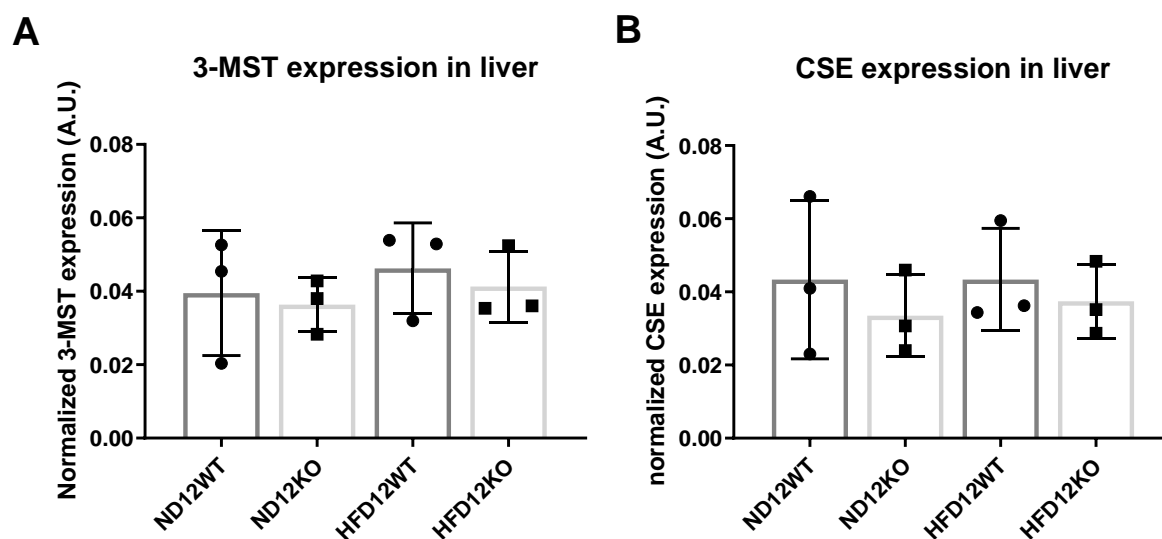 A
3-MST expression in liver
Normalized 3-MST expression (A.U.)
0.08
0.06
0.04
0.02
0.00
ND12WT
ND12KO
HFD12WT
HFD12KO
B
CSE expression in liver
normalized CSE expression (A.U.)
0.08
0.06
0.04
0.02
0.00
ND12WT
ND12KO
HFD12WT
HFD12KO